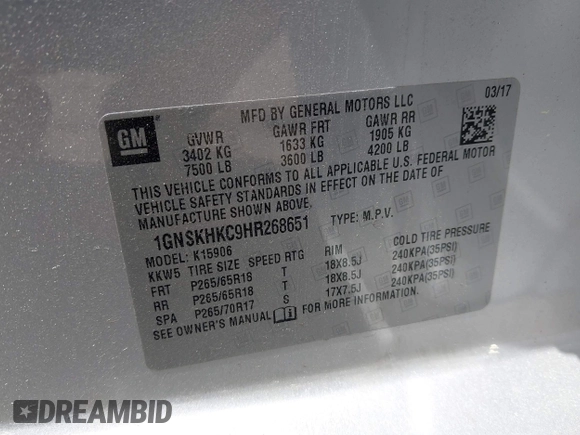 MFD BY GENERAL MOTORS LLC 03/17
GM
GVWR GAWR FRT GAWR RR
3402 KG 1633 KG 1905 KG
7500 LB 3600 LB 4200 LB
THIS VEHICLE CONFORMS TO ALL APPLICABLE U.S. FEDERAL MOTOR
VEHICLE SAFETY STANDARDS IN EFFECT ON THE DATE OF
MANUFACTURE SHOWN ABOVE.
1GNSKHKC9HR268651 TYPE: M.P.V.
MODEL: K15906
KKW5 TIRE SIZE SPEED RTG RIM COLD TIRE PRESSURE
FRT P265/65R18 T 18X8.5J 240KPA(35PSI)
RR P265/65R18 T 18X8.5J 240KPA(35PSI)
SPA P265/70R17 S 17X7.5J 240KPA(35PSI)
SEE OWNER'S MANUAL FOR MORE INFORMATION.
DREAMBID